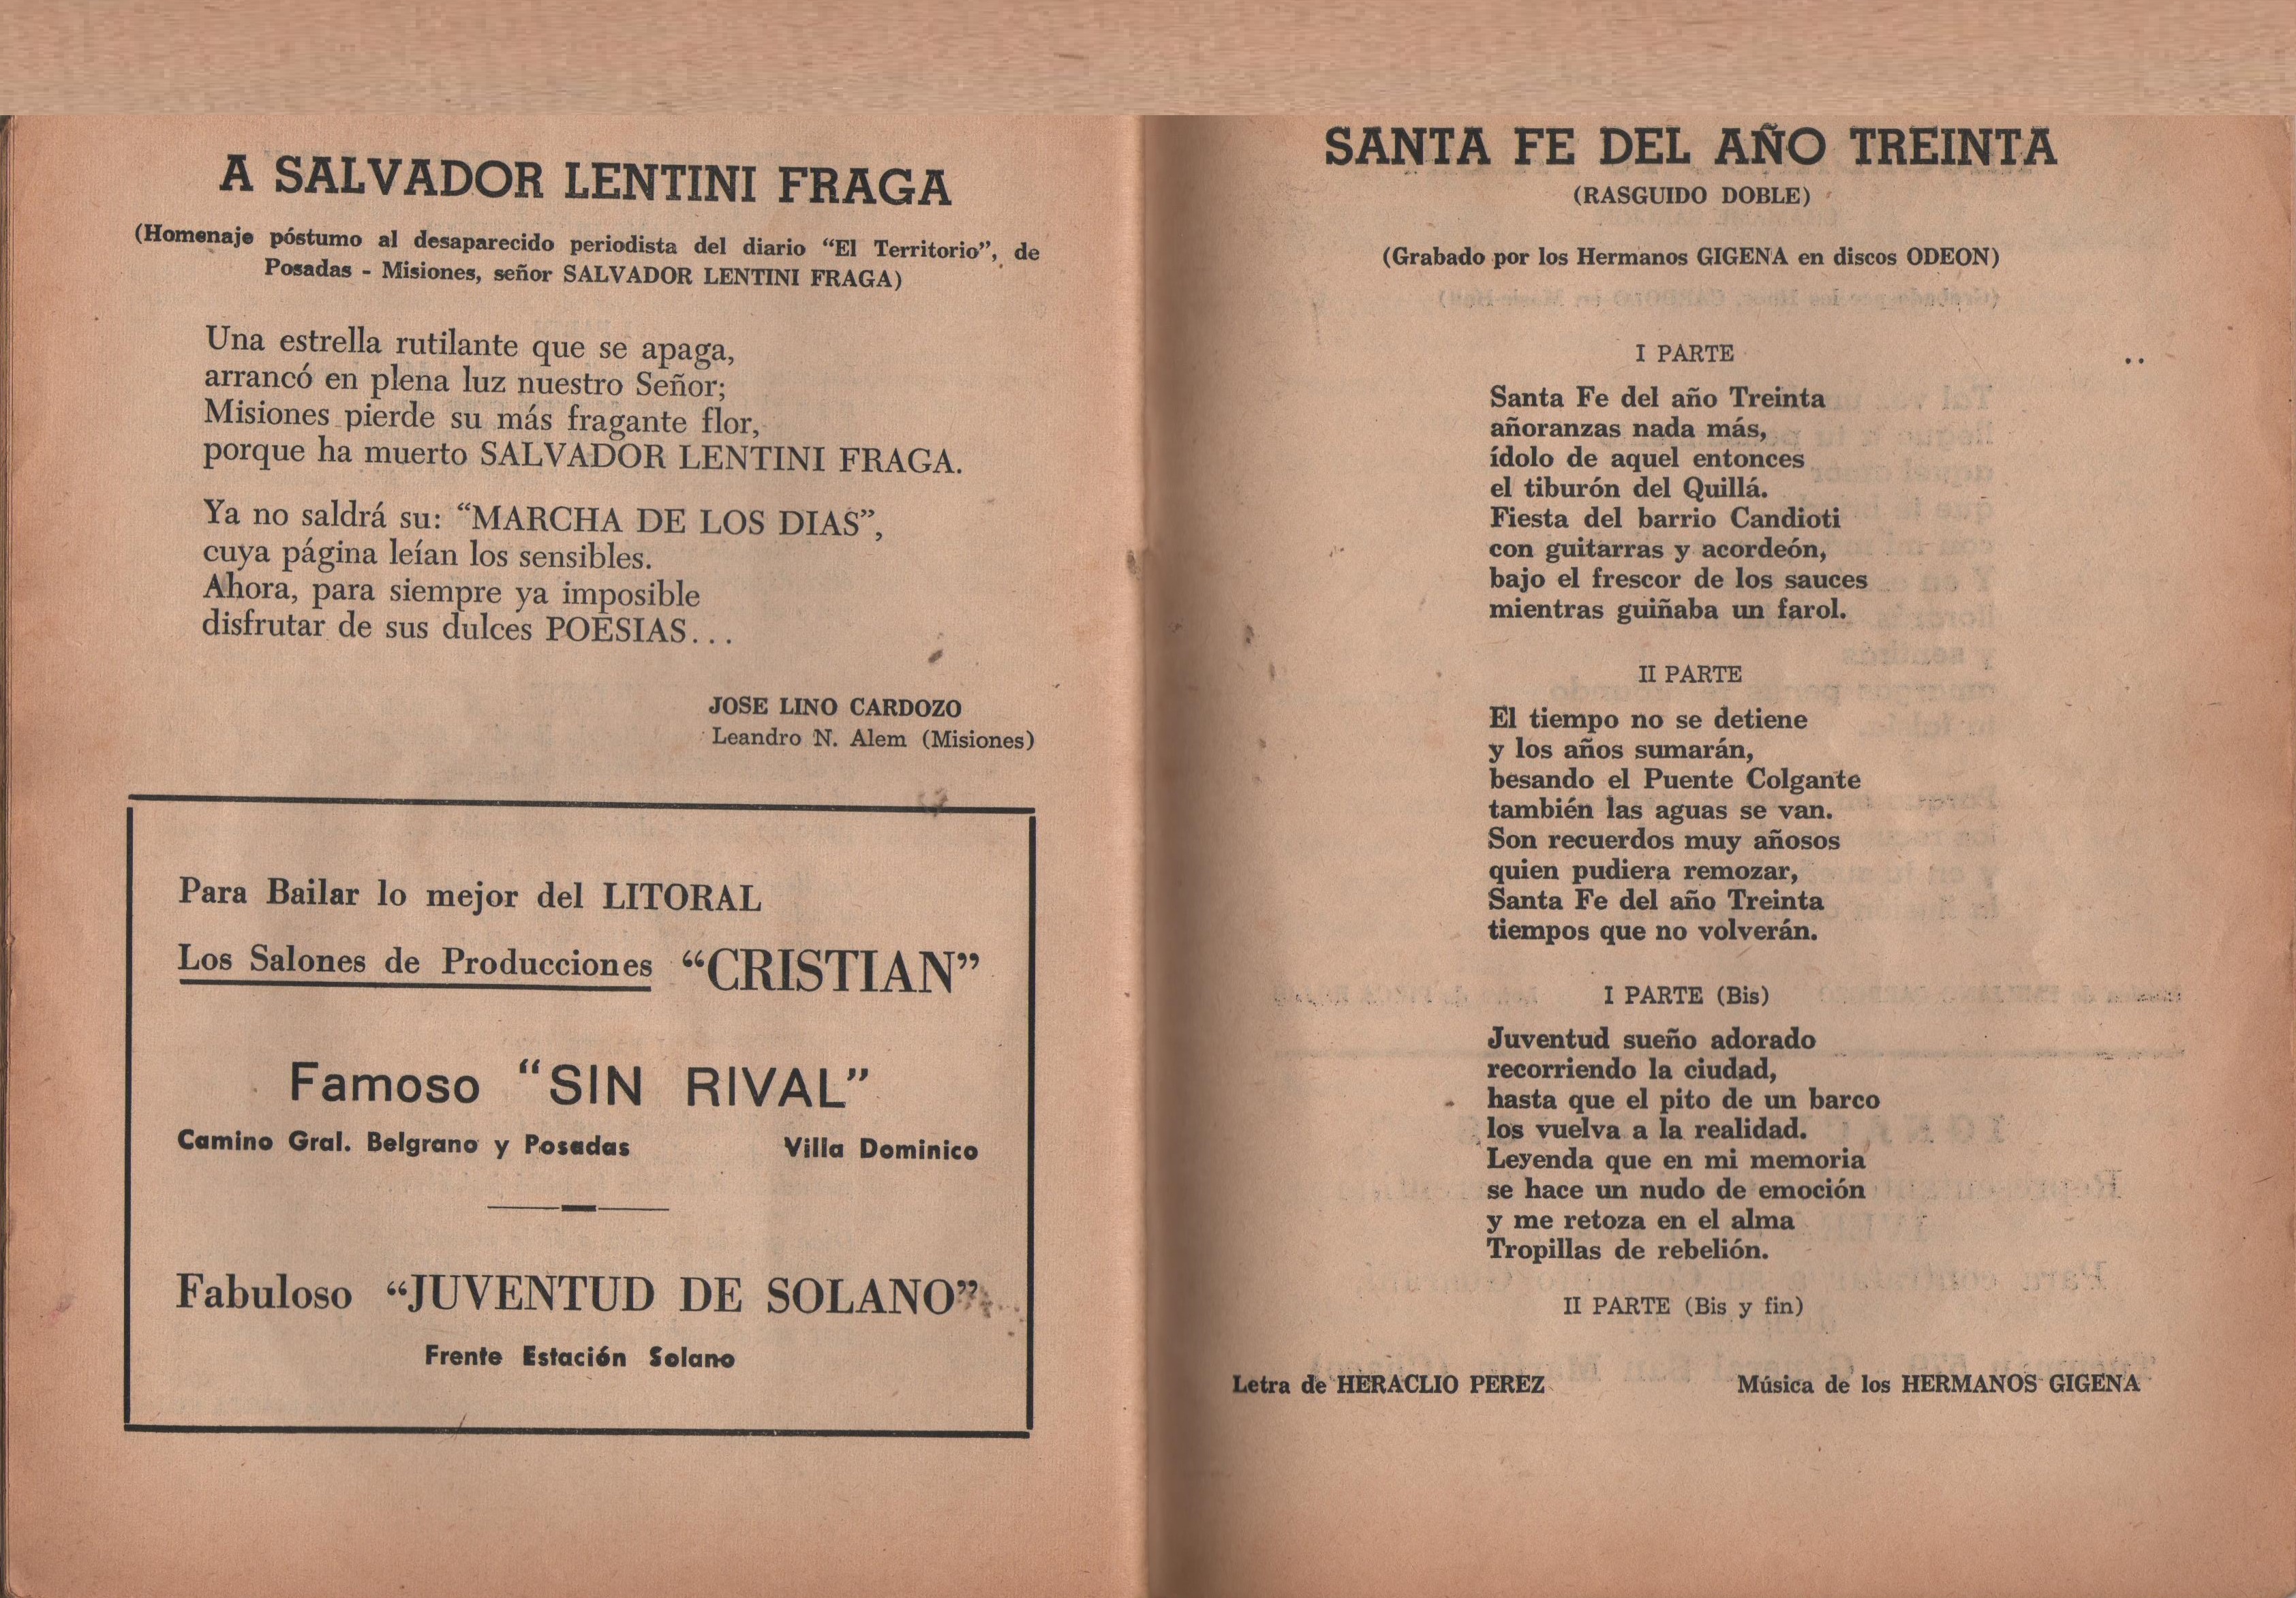 A SALVADOR LENTINI FRAGA
(Homenaje póstumo al desaparecido periodista del diario “El Territorio”, de
Posadas - Misiones, señor SALVADOR LENTINI FRAGA)
Una estrella rutilante que se apaga,
arrancó en plena luz nuestro Señor;
Misiones pierde su más fragante flor,
porque ha muerto SALVADOR LENTINI FRAGA.
Ya no saldrá su: “MARCHA DE LOS DIAS”,
cuya página leían los sensibles.
Ahora, para siempre ya imposible
disfrutar de sus dulces POESIAS...
JOSE LINO CARDOZO
Leandro N. Alem (Misiones)
Para Bailar lo mejor del LITORAL
Los Salones de Producciones “CRISTIAN”
Famoso “SIN RIVAL”
Camino Gral. Belgrano y Posadas Villa Dominico
Fabuloso “JUVENTUD DE SOLANO”
Frente Estación Solano
SANTA FE DEL AÑO TREINTA
(RASGUIDO DOBLE)
(Grabado por los Hermanos GIGENA en discos ODEON)
I PARTE
Santa Fe del año Treinta
añoranzas nada más,
ídolo de aquel entonces
el tiburón del Quillá.
Fiesta del barrio Candioti
con guitarras y acordeón,
bajo el frescor de los sauces
mientras guiñaba un farol.
II PARTE
El tiempo no se detiene
y los años sumarán,
besando el Puente Colgante
también las aguas se van.
Son recuerdos muy añosos
quien pudiera remozar,
Santa Fe del año Treinta
tiempos que no volverán.
I PARTE (Bis)
Juventud sueño adorado
recorriendo la ciudad,
hasta que el pito de un barco
los vuelva a la realidad.
Leyenda que en mi memoria
se hace un nudo de emoción
y me retoza en el alma
Tropillas de rebelión.
II PARTE (Bis y fin)
Letra de HERACLIO PEREZ Música de los HERMANOS GIGENA